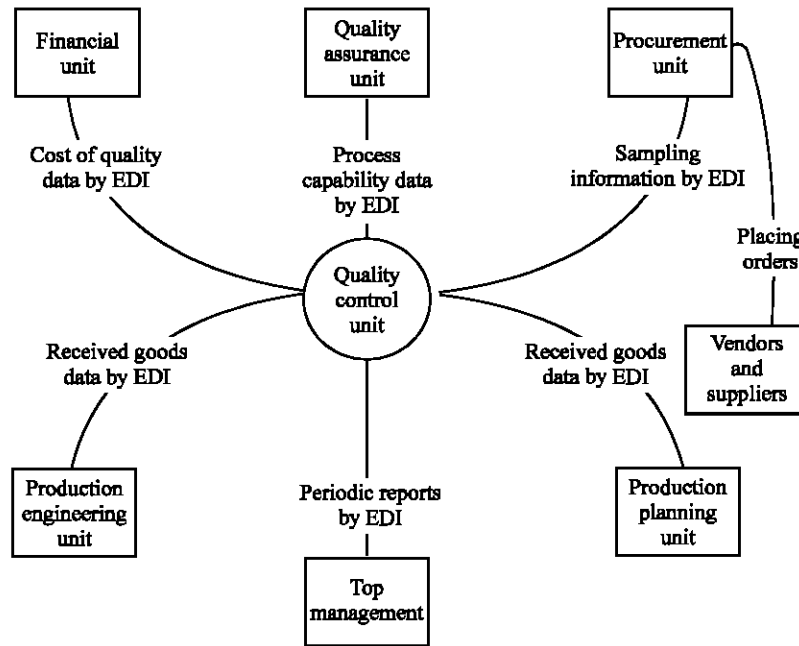 Financial
unit
Quality
assurance
unit
Procurement
unit
Cost of quality
data by EDI
Process
capability data
by EDI
Sampling
information by EDI
Placing
orders
Quality
control
unit
Received goods
data by EDI
Received goods
data by EDI
Vendors
and
suppliers
Production
engineering
unit
Periodic reports
by EDI
Production
planning
unit
Top
management